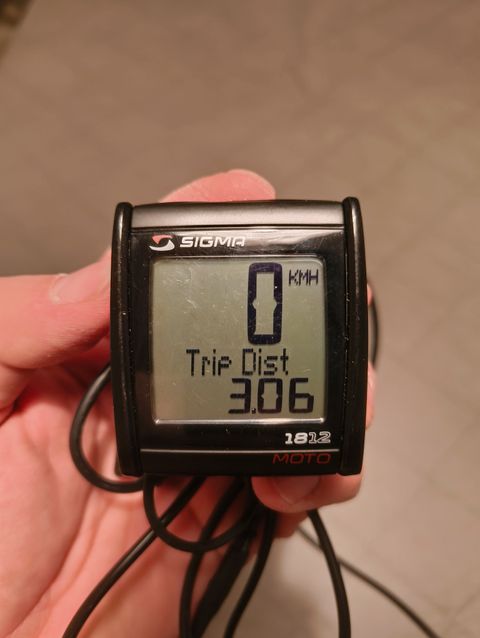 SIGMA
0 KMH
Trip Dist
3.06
1812
MOTO